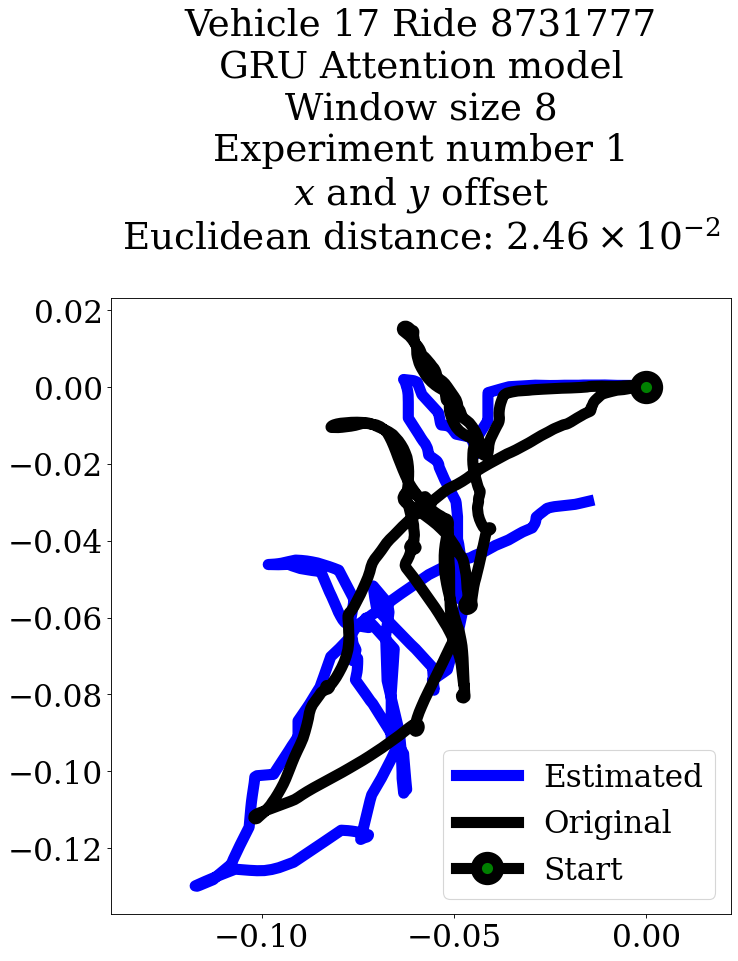 Vehicle 17 Ride 8731777
GRU Attention model
Window size 8
Experiment number 1
x and y offset
Euclidean distance: 2.46 × 10⁻²
0.02
0.00
−0.02
−0.04
−0.06
−0.08
−0.10
−0.12
Estimated
Original
Start
−0.10 −0.05 0.00